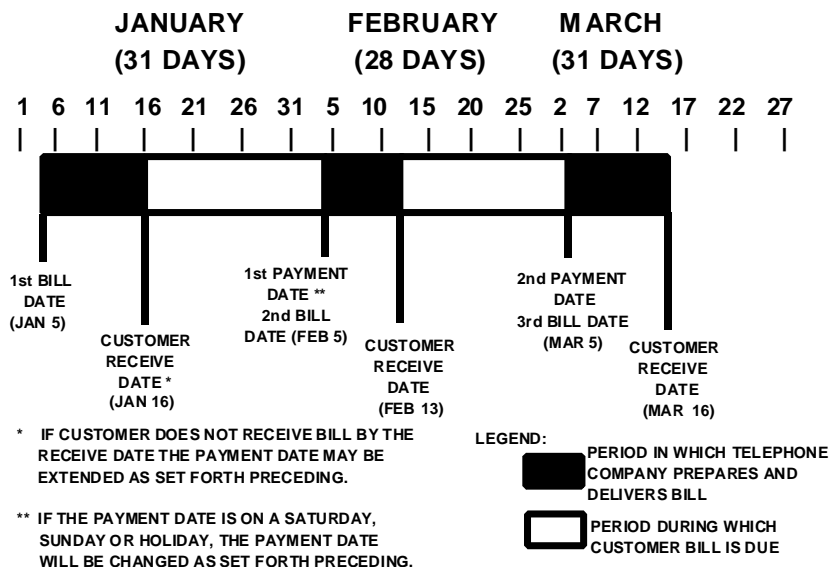 JANUARY FEBRUARY MARCH
(31 DAYS) (28 DAYS) (31 DAYS)
1 6 11 16 21 26 31 5 10 15 20 25 2 7 12 17 22 27
1st BILL
DATE
(JAN 5)
CUSTOMER
RECEIVE
DATE *
(JAN 16)
1st PAYMENT
DATE **
2nd BILL
DATE (FEB 5)
CUSTOMER
RECEIVE
DATE
(FEB 13)
2nd PAYMENT
DATE
3rd BILL DATE
(MAR 5)
CUSTOMER
RECEIVE
DATE
(MAR 16)
* IF CUSTOMER DOES NOT RECEIVE BILL BY THE
RECEIVE DATE THE PAYMENT DATE MAY BE
EXTENDED AS SET FORTH PRECEDING.
** IF THE PAYMENT DATE IS ON A SATURDAY,
SUNDAY OR HOLIDAY, THE PAYMENT DATE
WILL BE CHANGED AS SET FORTH PRECEDING.
LEGEND:
PERIOD IN WHICH TELEPHONE
COMPANY PREPARES AND
DELIVERS BILL
PERIOD DURING WHICH
CUSTOMER BILL IS DUE